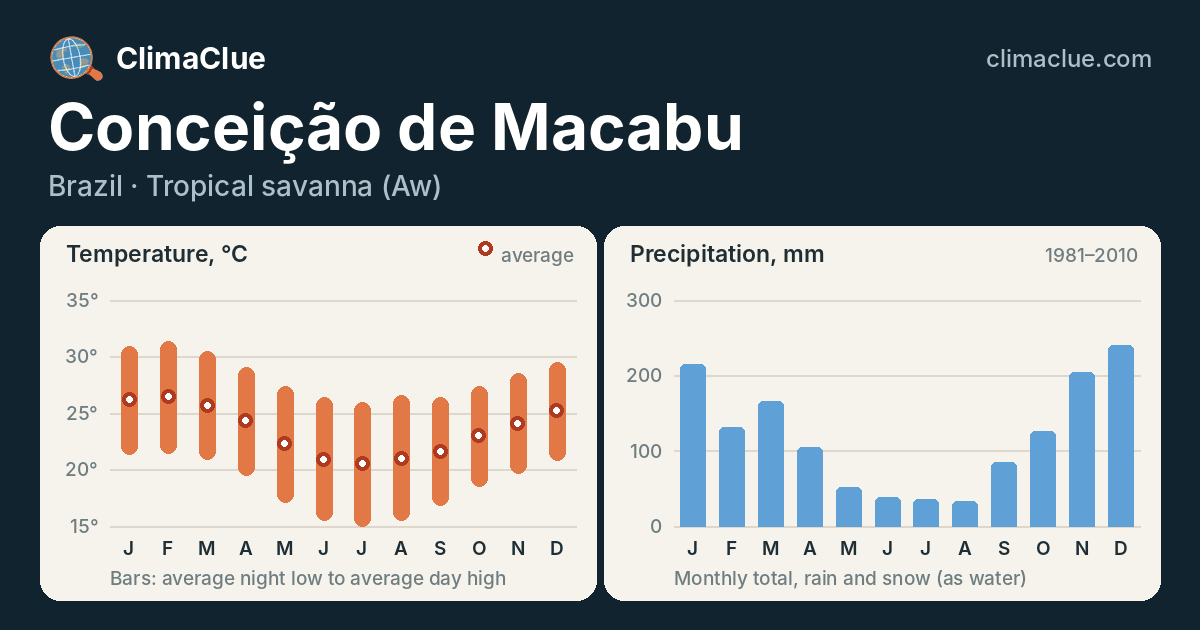 ClimaClue
climaclue.com
Conceição de Macabu
Brazil · Tropical savanna (Aw)
Temperature, °C
average
35°
30°
25°
20°
15°
J F M A M J J A S O N D
Bars: average night low to average day high
Precipitation, mm
1981–2010
300
200
100
0
J F M A M J J A S O N D
Monthly total, rain and snow (as water)